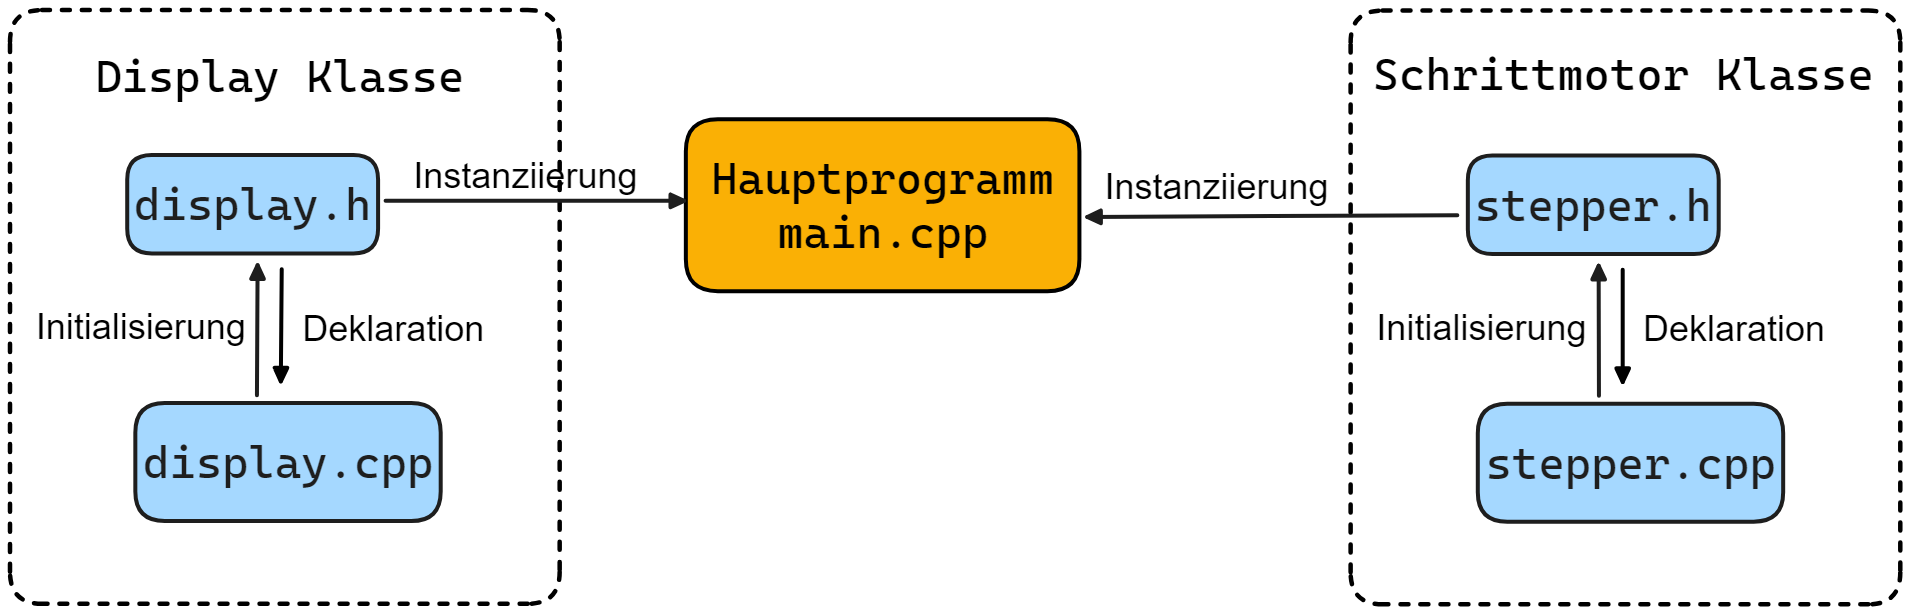 Display Klasse
display.h
Instanziierung
Initialisierung
Deklaration
display.cpp
Hauptprogramm
main.cpp
Schrittmotor Klasse
Instanziierung
stepper.h
Initialisierung
Deklaration
stepper.cpp